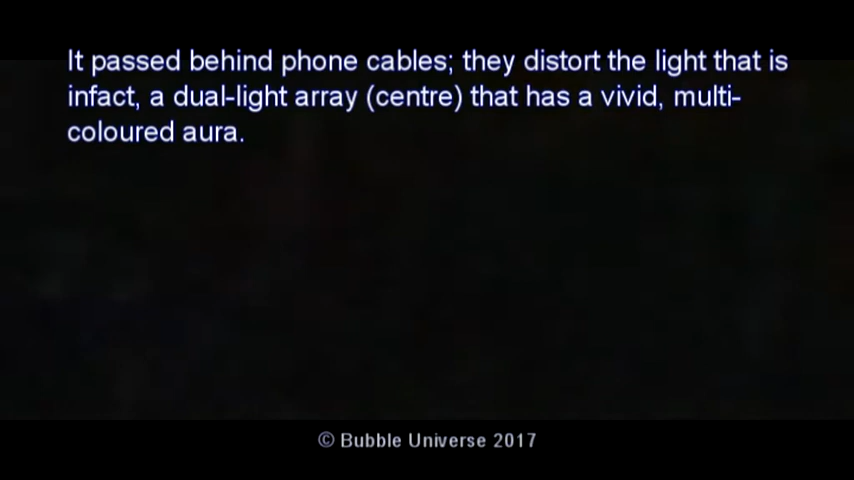 It passed behind phone cables; they distort the light that is
infact, a dual-light array (centre) that has a vivid, multi-
coloured aura.
© Bubble Universe 2017